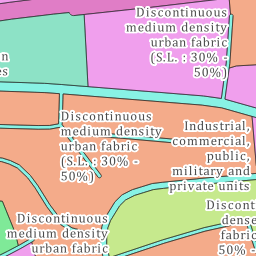 Discontinuous
medium density
urban fabric
(S.L. : 30% -
50%)
Discontinuous
medium density
urban fabric
(S.L. : 30% -
50%)
Industrial,
commercial,
public,
military and
private units
Discontinuous
medium density
urban fabric
Discont
dense
fabric
50% -